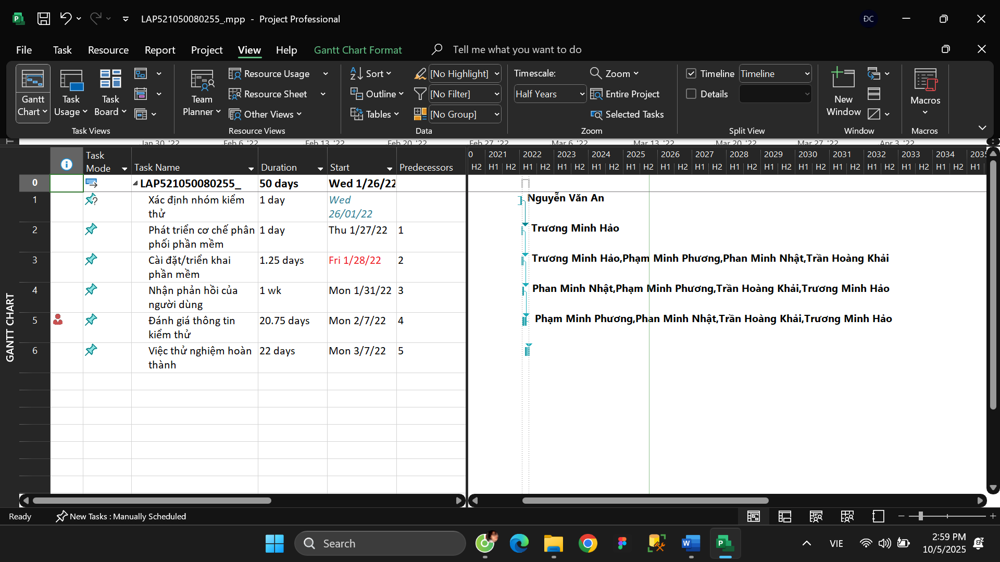 LAP521050080255_.mpp - Project Professional
ĐC
File Task Resource Report Project View Help Gantt Chart Format Tell me what you want to do
Gantt Chart
Task Usage
Task Board
Task Views
Team Planner
Resource Usage
Resource Sheet
Other Views
Resource Views
Sort
Outline
Tables
[No Highlight]
[No Filter]
[No Group]
Data
Timescale:
Half Years
Zoom
Entire Project
Selected Tasks
Zoom
Timeline Timeline
Details
Split View
New Window
Window
Macros
Macros
Jan 30, '22 Feb 6, '22 Feb 13, '22 Feb 20, '22 Feb 27, '22 Mar 6, '22 Mar 13, '22 Mar 20, '22 Mar 27, '22 Apr 3, '22
Task Mode Task Name Duration Start Predecessors
0 2021 2022 2023 2024 2025 2026 2027 2028 2029 2030 2031 2032 2033 2034 2035
H2 H1 H2 H1 H2 H1 H2 H1 H2 H1 H2 H1 H2 H1 H2 H1 H2 H1 H2 H1 H2 H1 H2 H1 H2 H1 H2 H1 H2 H1
0 LAP521050080255_ 50 days Wed 1/26/22
1 Xác định nhóm kiểm thử 1 day Wed 26/01/22 Nguyễn Văn An
2 Phát triển cơ chế phân phối phần mềm 1 day Thu 1/27/22 1 Trương Minh Hảo
3 Cài đặt/triển khai phần mềm 1.25 days Fri 1/28/22 2 Trương Minh Hảo,Phạm Minh Phương,Phan Minh Nhật,Trần Hoàng Khải
4 Nhận phản hồi của người dùng 1 wk Mon 1/31/22 3 Phan Minh Nhật,Phạm Minh Phương,Trần Hoàng Khải,Trương Minh Hảo
5 Đánh giá thông tin kiểm thử 20.75 days Mon 2/7/22 4 Phạm Minh Phương,Phan Minh Nhật,Trần Hoàng Khải,Trương Minh Hảo
6 Việc thử nghiệm hoàn thành 22 days Mon 3/7/22 5
GANTT CHART
Ready New Tasks : Manually Scheduled
Search
VIE
2:59 PM
10/5/2025